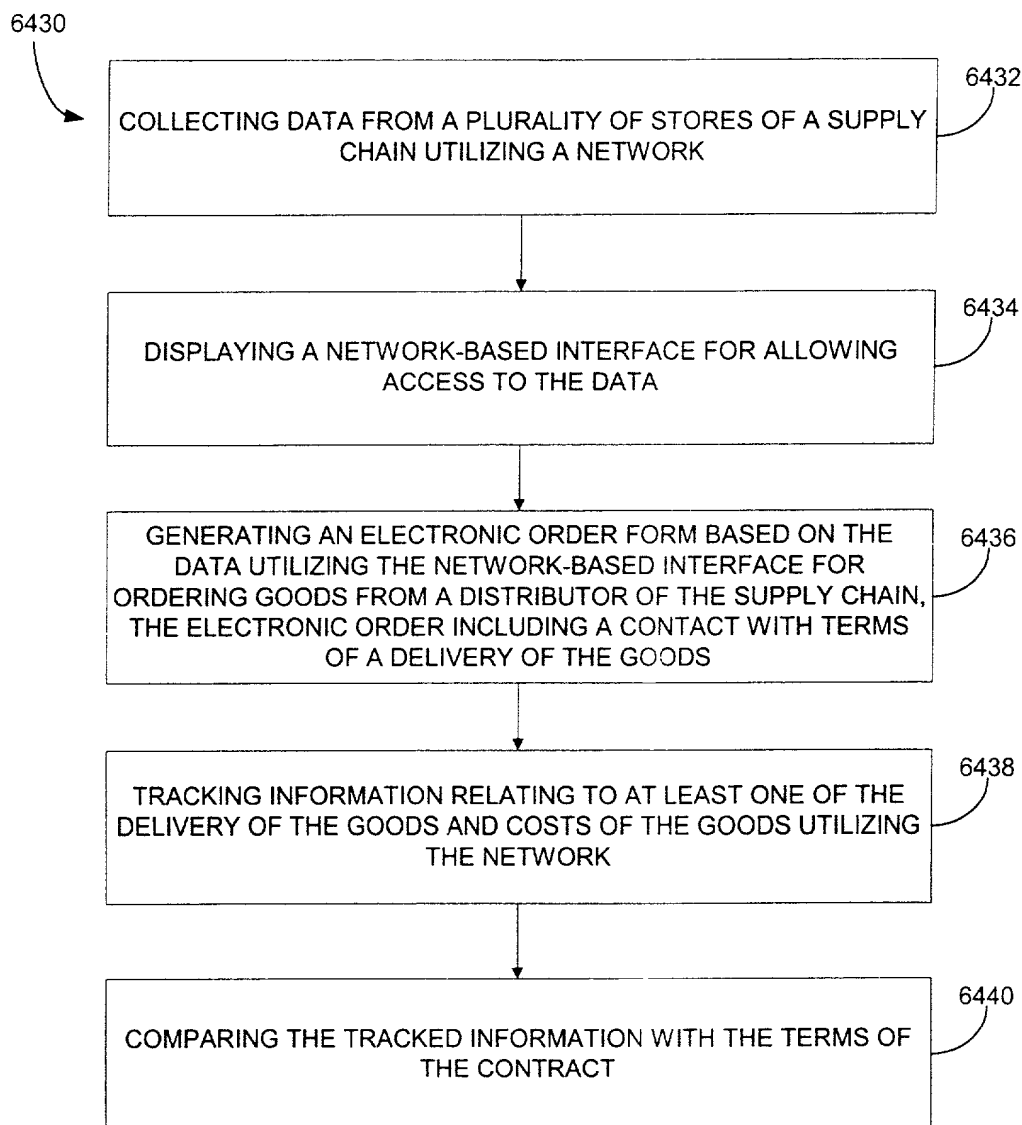 6430
6432
COLLECTING DATA FROM A PLURALITY OF STORES OF A SUPPLY
CHAIN UTILIZING A NETWORK
6434
DISPLAYING A NETWORK-BASED INTERFACE FOR ALLOWING
ACCESS TO THE DATA
GENERATING AN ELECTRONIC ORDER FORM BASED ON THE
DATA UTILIZING THE NETWORK-BASED INTERFACE FOR
ORDERING GOODS FROM A DISTRIBUTOR OF THE SUPPLY CHAIN,
THE ELECTRONIC ORDER INCLUDING A CONTACT WITH TERMS
OF A DELIVERY OF THE GOODS
6436
TRACKING INFORMATION RELATING TO AT LEAST ONE OF THE
DELIVERY OF THE GOODS AND COSTS OF THE GOODS UTILIZING
THE NETWORK
6438
COMPARING THE TRACKED INFORMATION WITH THE TERMS OF
THE CONTRACT
6440